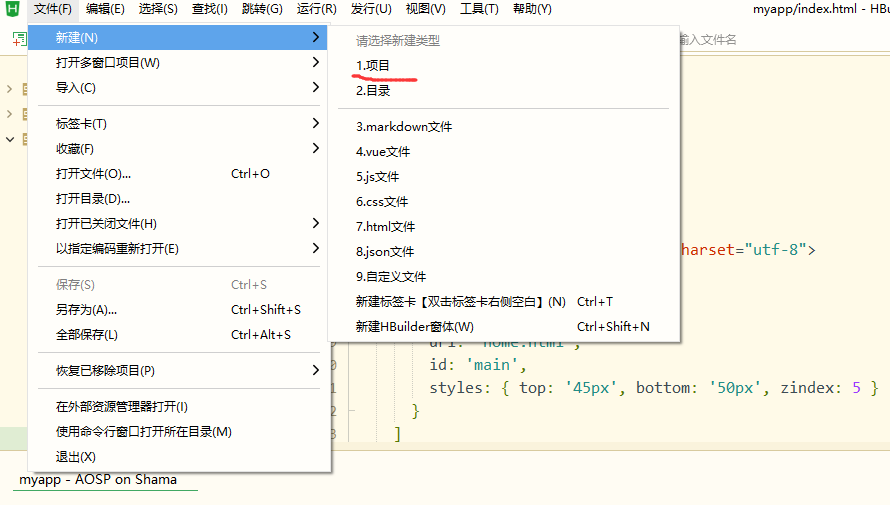 文件(F) 编辑(E) 选择(S) 查找(I) 跳转(G) 运行(R) 发行(U) 视图(V) 工具(T) 帮助(Y) myapp/index.html - HBu
新建(N)
打开多窗口项目(W)
导入(C)
标签卡(T)
收藏(F)
打开文件(O)... Ctrl+O
打开目录(D)...
打开已关闭文件(H)
以指定编码重新打开(E)
保存(S) Ctrl+S
另存为(A)... Ctrl+Shift+S
全部保存(L) Ctrl+Alt+S
恢复已移除项目(P)
在外部资源管理器打开(I)
使用命令行窗口打开所在目录(M)
退出(X)
请选择新建类型
1.项目
2.目录
3.markdown文件
4.vue文件
5.js文件
6.css文件
7.html文件
8.json文件
9.自定义文件
新建标签卡【双击标签卡右侧空白】(N) Ctrl+T
新建HBuilder窗体(W) Ctrl+Shift+N
输入文件名
harset="utf-8">
url: 'home.html',
id: 'main',
styles: { top: '45px', bottom: '50px', zindex: 5 }
}
]
myapp - AOSP on Shama